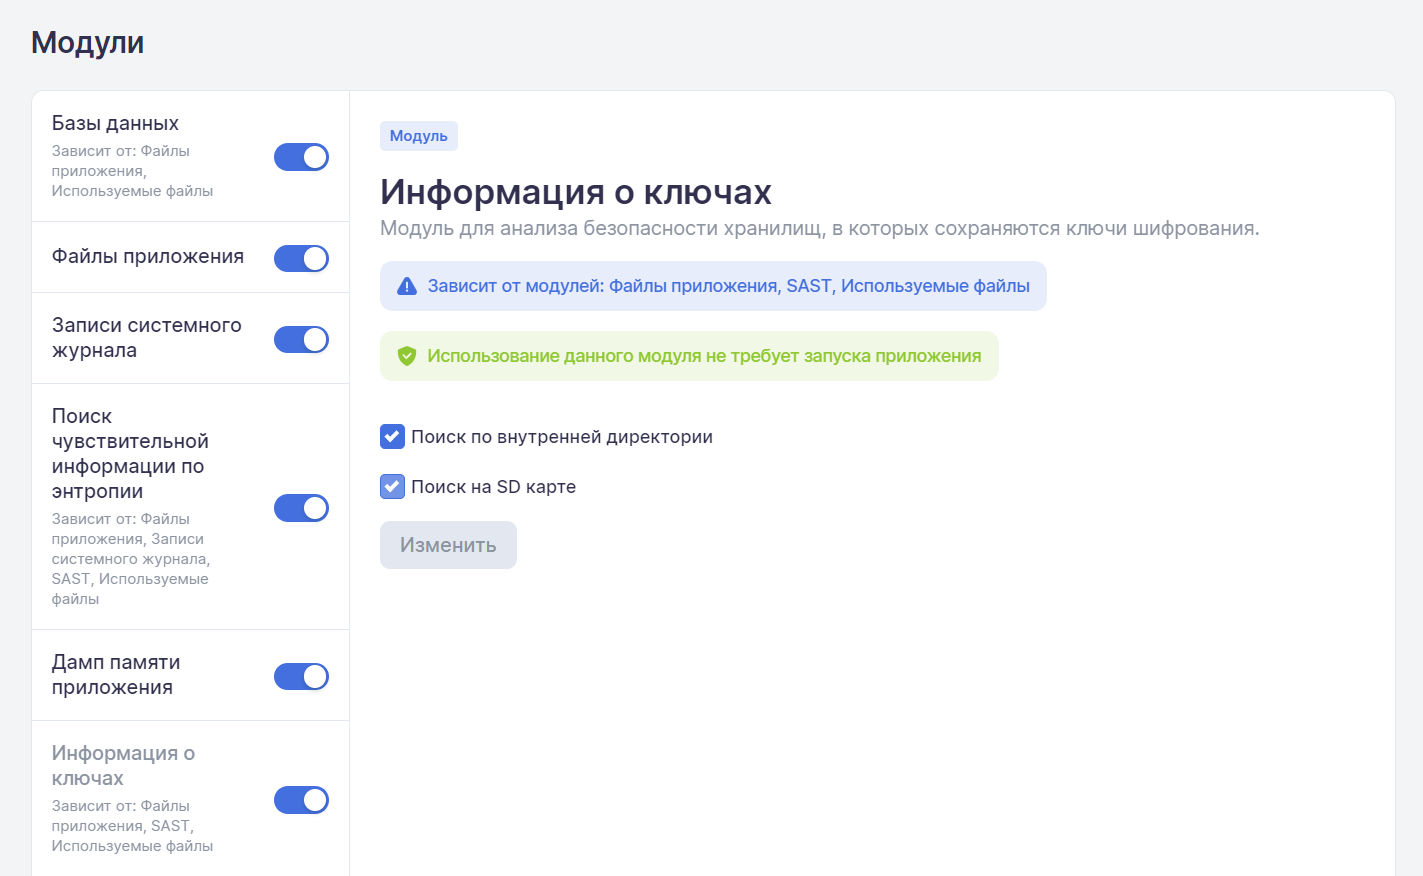 Модули
Базы данных
Зависит от: Файлы
приложения,
Используемые файлы
Файлы приложения
Записи системного
журнала
Поиск
чувствительной
информации по
энтропии
Зависит от: Файлы
приложения, Записи
системного журнала,
SAST, Используемые
файлы
Дамп памяти
приложения
Информация о
ключах
Зависит от: Файлы
приложения, SAST,
Используемые файлы
Модуль
Информация о ключах
Модуль для анализа безопасности хранилищ, в которых сохраняются ключи шифрования.
Зависит от модулей: Файлы приложения, SAST, Используемые файлы
Использование данного модуля не требует запуска приложения
Поиск по внутренней директории
Поиск на SD карте
Изменить